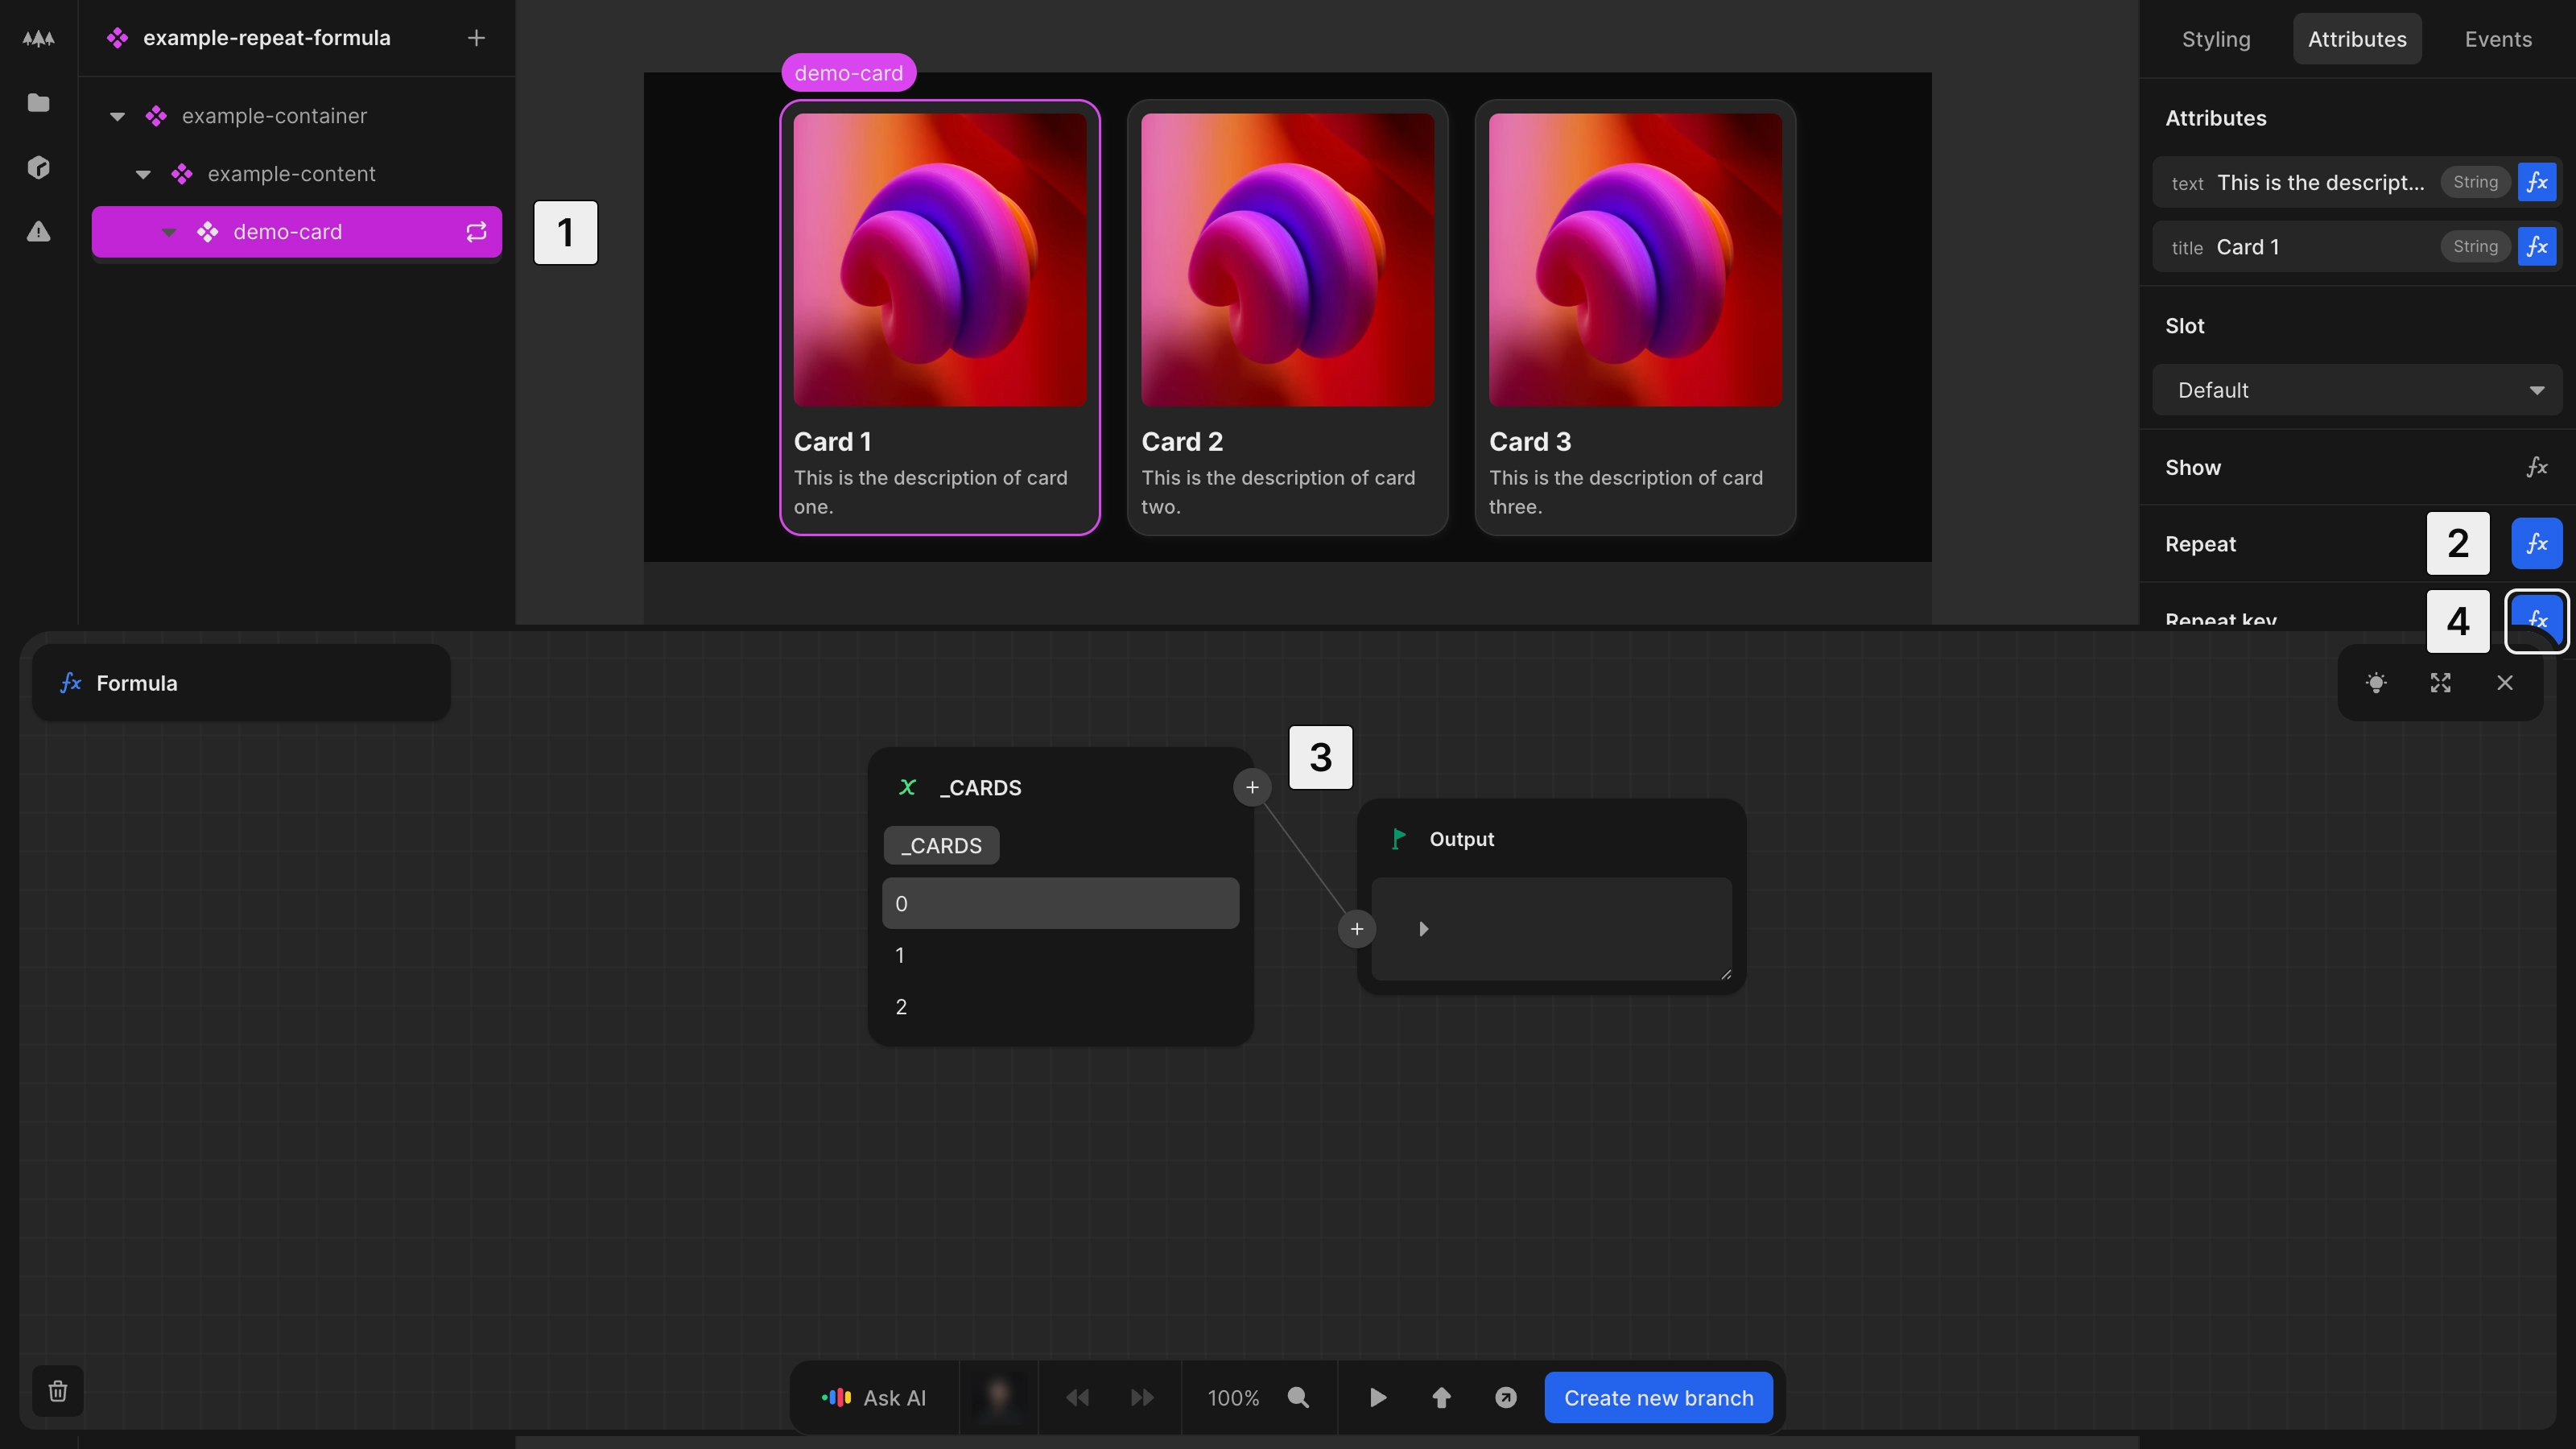 example-repeat-formula
example-container
example-content
demo-card
1
demo-card
Card 1
This is the description of card
one.
Card 2
This is the description of card
two.
Card 3
This is the description of card
three.
Styling
Attributes
Events
Attributes
text This is the descript... String fx
title Card 1 String fx
Slot
Default
Show fx
Repeat 2 fx
Repeat key 4 fx
fx Formula
3
_CARDS
_CARDS
0
1
2
Output
Ask AI
100%
Create new branch